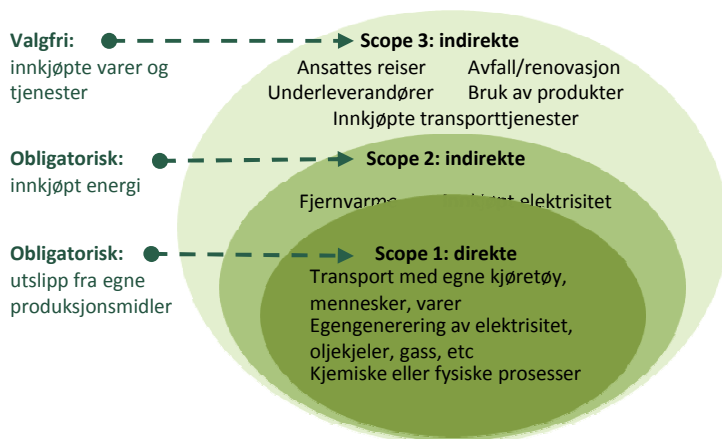 Valgfri:
innkjøpte varer og
tjenester
Scope 3: indirekte
Ansattes reiser Avfall/renovasjon
Underleverandører Bruk av produkter
Innkjøpte transporttjenester
Obligatorisk:
innkjøpt energi
Scope 2: indirekte
Fjernvarme elektrisitet
Obligatorisk:
utslipp fra egne
produksjonsmidler
Scope 1: direkte
Transport med egne kjøretøy,
mennesker, varer
Egengenerering av elektrisitet,
oljekjeler, gass, etc
Kjemiske eller fysiske prosesser